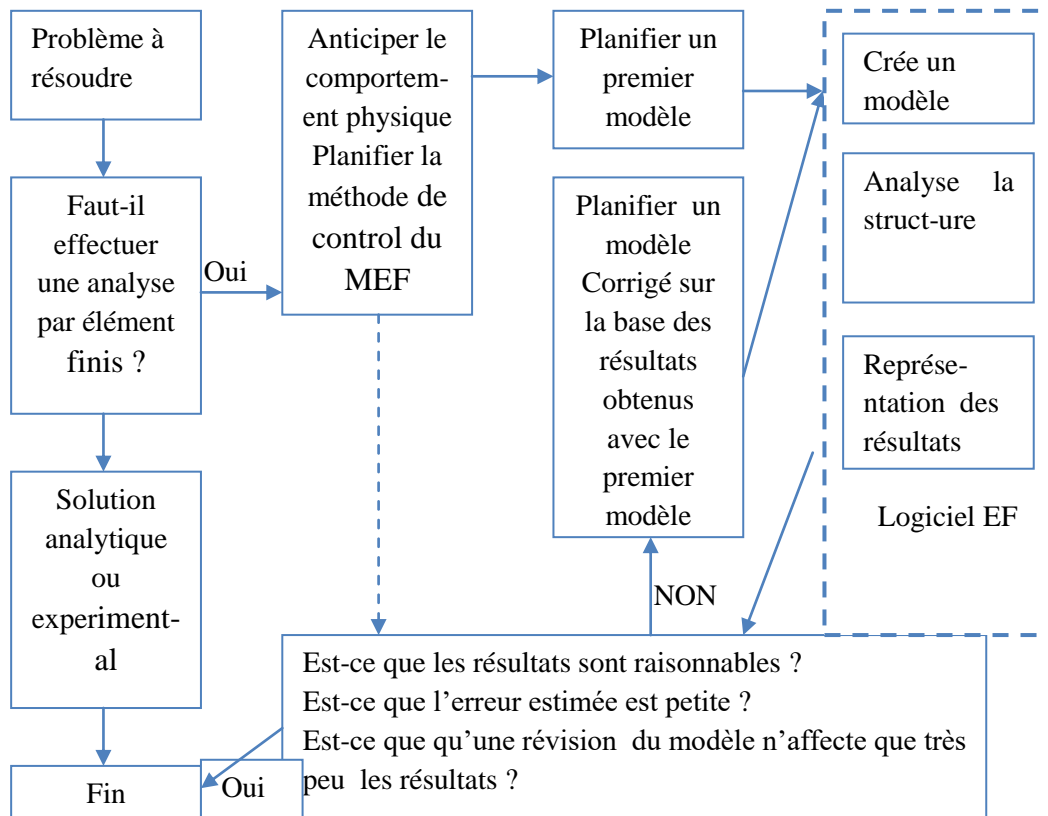 Problème à
résoudre
Faut-il
effectuer
une analyse
par élément
finis ?
Oui
Solution
analytique
ou
experiment-
al
Fin
Anticiper le
comportem-
ent physique
Planifier la
méthode de
control du
MEF
Planifier un
premier
modèle
Planifier un
modèle
Corrigé sur
la base des
résultats
obtenus
avec le
premier
modèle
NON
Crée un
modèle
Analyse la
struct-ure
Représe-
ntation des
résultats
Logiciel EF
Est-ce que les résultats sont raisonnables ?
Est-ce que l’erreur estimée est petite ?
Est-ce que qu’une révision du modèle n’affecte que très
peu les résultats ?
Oui